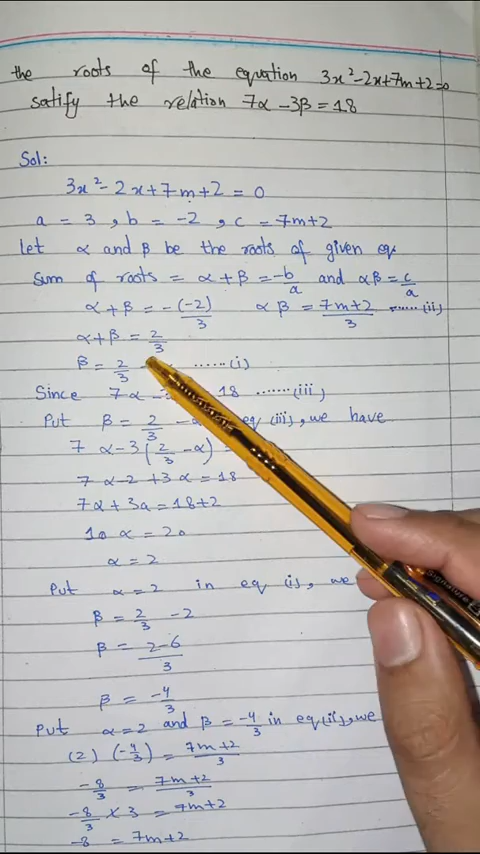 the roots of the equation 3x²-2x+7m+2=0
satify the relation 7α-3β=18
Sol:
3x²-2x+7m+2=0
a=3, b=-2, c=7m+2
Let α and β be the roots of given eq
Sum of roots = α+β = -b/a and αβ = c/a
α+β = -(-2)/3 αβ = 7m+2/3 ......(ii)
α+β = 2/3
β = 2/3 ......(i)
Since 7α 18 .......(iii)
Put β = 2/3 -α eq (iii), we have
7α-3(2/3-α)
7α-2+3α=18
7α+3α=18+2
10α=20
α=2
Put α=2 in eq (i), we
β = 2/3 -2
β = 2-6/3
β = -4/3
Put α=2 and β=-4/3 in eq(ii), we
(2)(-4/3) = 7m+2/3
-8/3 = 7m+2/3
-8/3 × 3 = 7m+2
-8 = 7m+2
Signature